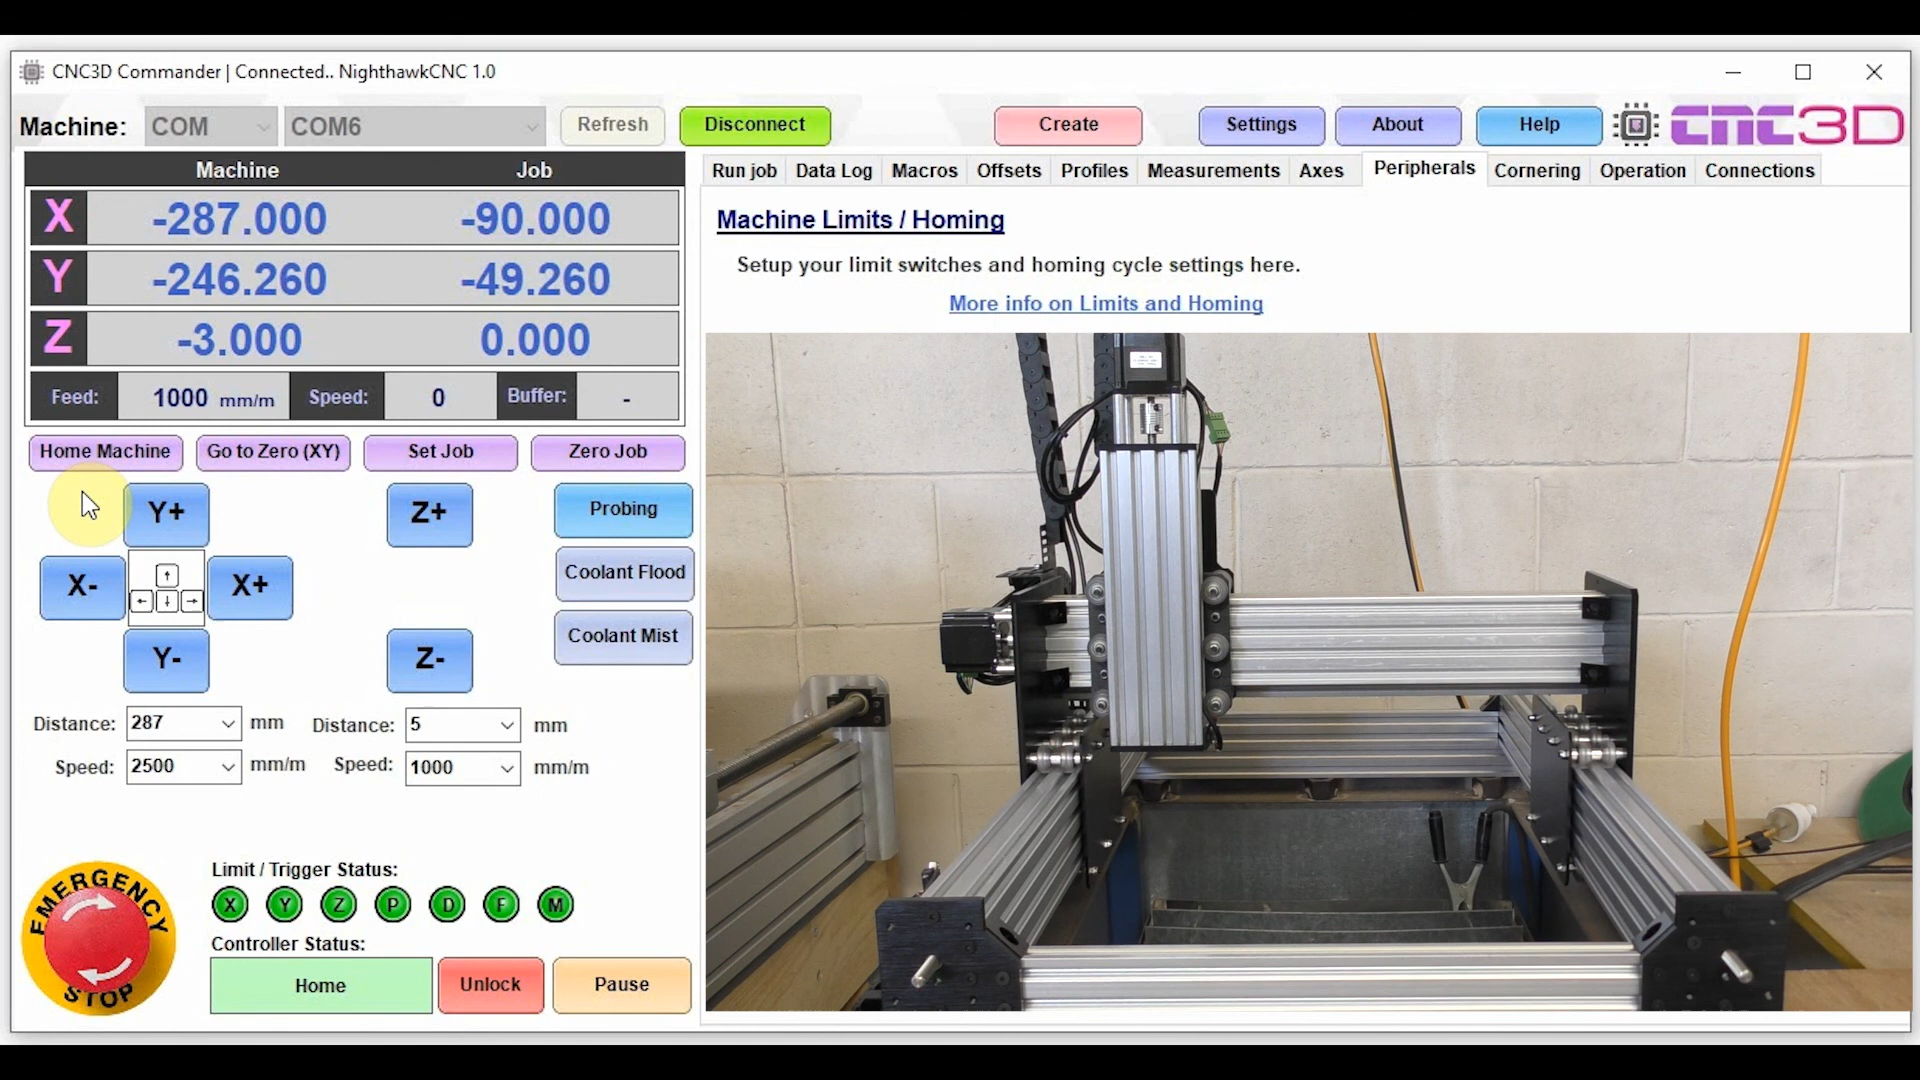 CNC3D Commander | Connected.. NighthawkCNC 1.0
Machine: COM COM6 Refresh Disconnect Create Settings About Help CNC3D
Machine Job
X -287.000 -90.000
Y -246.260 -49.260
Z -3.000 0.000
Feed: 1000 mm/m Speed: 0 Buffer: -
Home Machine Go to Zero (XY) Set Job Zero Job
Y+ Z+ Probing
X- X+ Coolant Flood
Y- Z- Coolant Mist
Distance: 287 mm Distance: 5 mm
Speed: 2500 mm/m Speed: 1000 mm/m
EMERGENCY STOP
Limit / Trigger Status:
X Y Z P D F M
Controller Status:
Home Unlock Pause
Run job Data Log Macros Offsets Profiles Measurements Axes Peripherals Cornering Operation Connections
Machine Limits / Homing
Setup your limit switches and homing cycle settings here.
More info on Limits and Homing